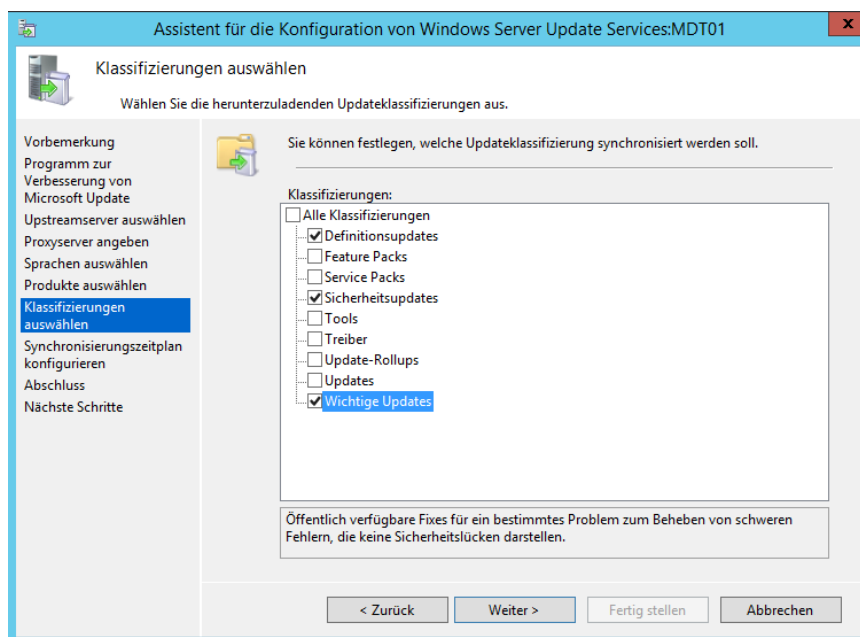 Assistent für die Konfiguration von Windows Server Update Services:MDT01
x
Klassifizierungen auswählen
Wählen Sie die herunterzuladenden Updateklassifizierungen aus.
Vorbemerkung
Programm zur
Verbesserung von
Microsoft Update
Upstreamserver auswählen
Proxyserver angeben
Sprachen auswählen
Produkte auswählen
Klassifizierungen
auswählen
Synchronisierungszeitplan
konfigurieren
Abschluss
Nächste Schritte
Sie können festlegen, welche Updateklassifizierung synchronisiert werden soll.
Klassifizierungen:
Alle Klassifizierungen
Definitionsupdates
Feature Packs
Service Packs
Sicherheitsupdates
Tools
Treiber
Update-Rollups
Updates
Wichtige Updates
Öffentlich verfügbare Fixes für ein bestimmtes Problem zum Beheben von schweren
Fehlern, die keine Sicherheitslücken darstellen.
< Zurück
Weiter >
Fertig stellen
Abbrechen